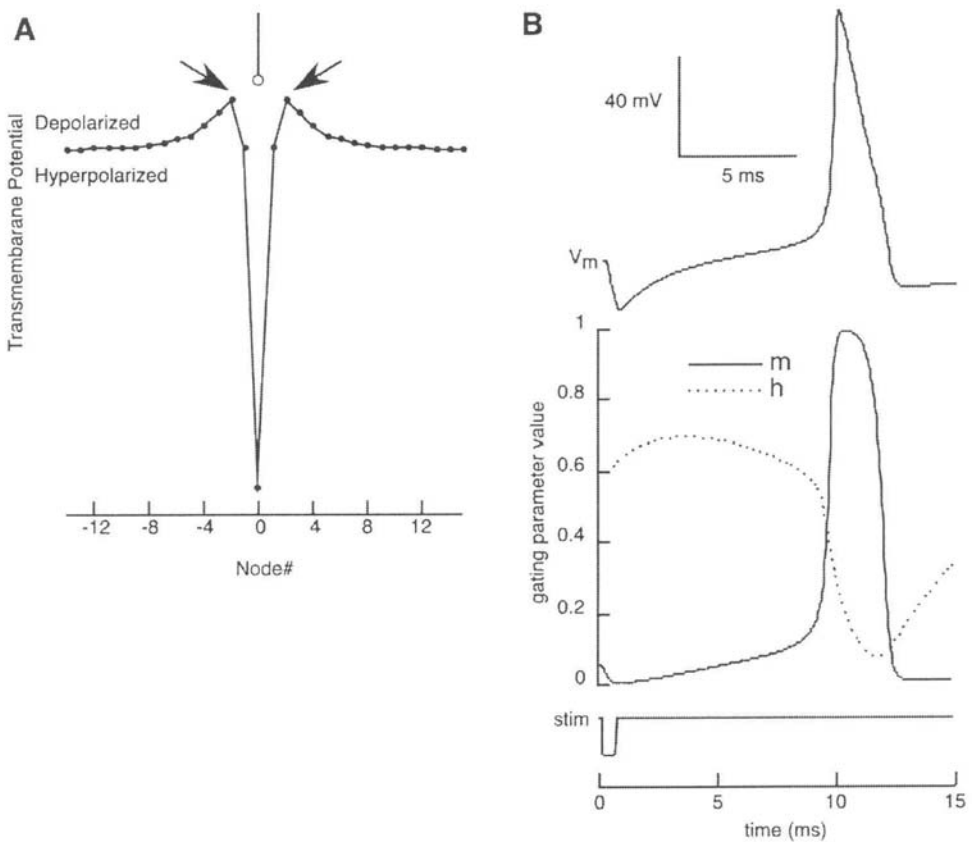 A
Depolarized
Hyperpolarized
Transmembarane Potential
-12 -8 -4 0 4 8 12
Node#
B
40 mV
5 ms
Vm
1
0.8
0.6
0.4
0.2
0
gating parameter value
m
h
stim
0 5 10 15
time (ms)